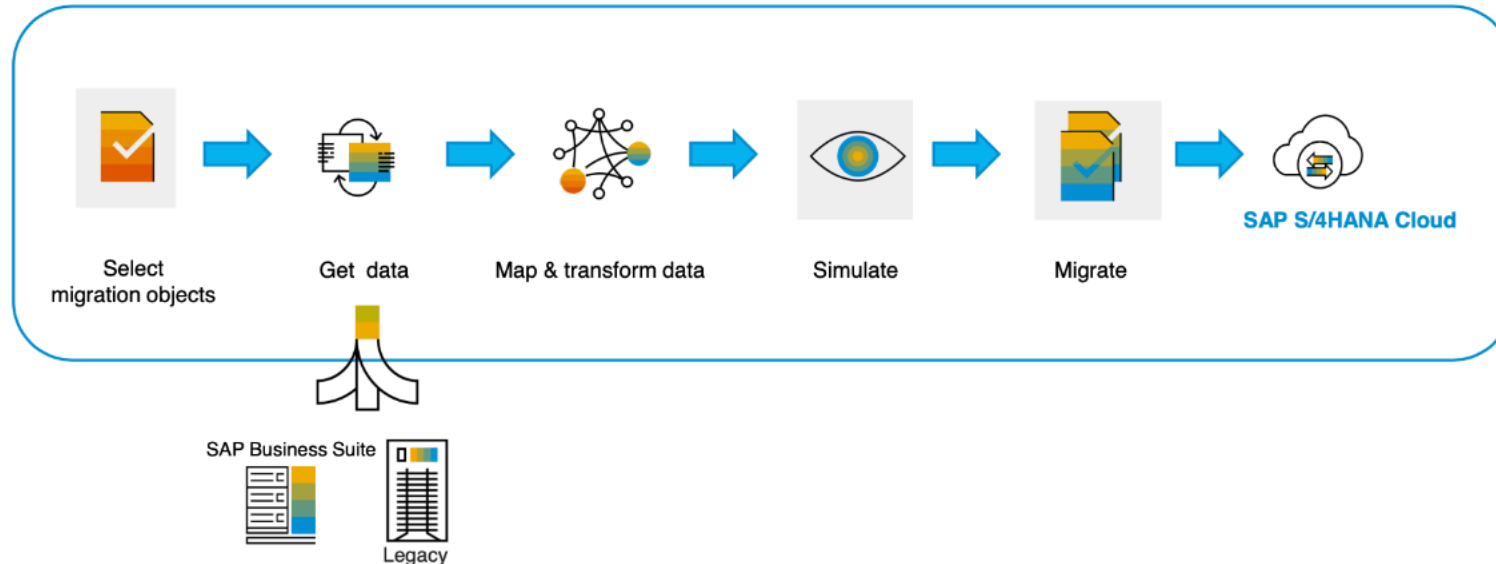 SAP S/4HANA Cloud
Select
migration objects
Get data
Map & transform data
Simulate
Migrate
SAP Business Suite
Legacy